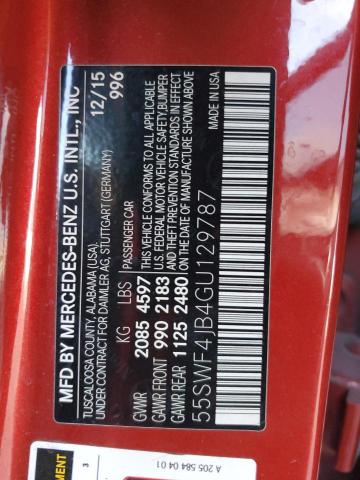 MFD BY MERCEDES-BENZ U.S. INTL., INC
TUSCALOOSA COUNTY, ALABAMA (USA).
UNDER CONTRACT FOR DAIMLER AG, STUTTGART (GERMANY)
12/15
996
KG LBS PASSENGER CAR
GVWR 2085 4597 THIS VEHICLE CONFORMS TO ALL APPLICABLE
GAWR FRONT 990 2183 U.S. FEDERAL MOTOR VEHICLE SAFETY,BUMPER
GAWR REAR 1125 2480 AND THEFT PREVENTION STANDARDS IN EFFECT ON THE DATE OF MANUFACTURE SHOWN ABOVE
55SWF4JB4GU129787
MADE IN USA
A 205 584 04 01
3